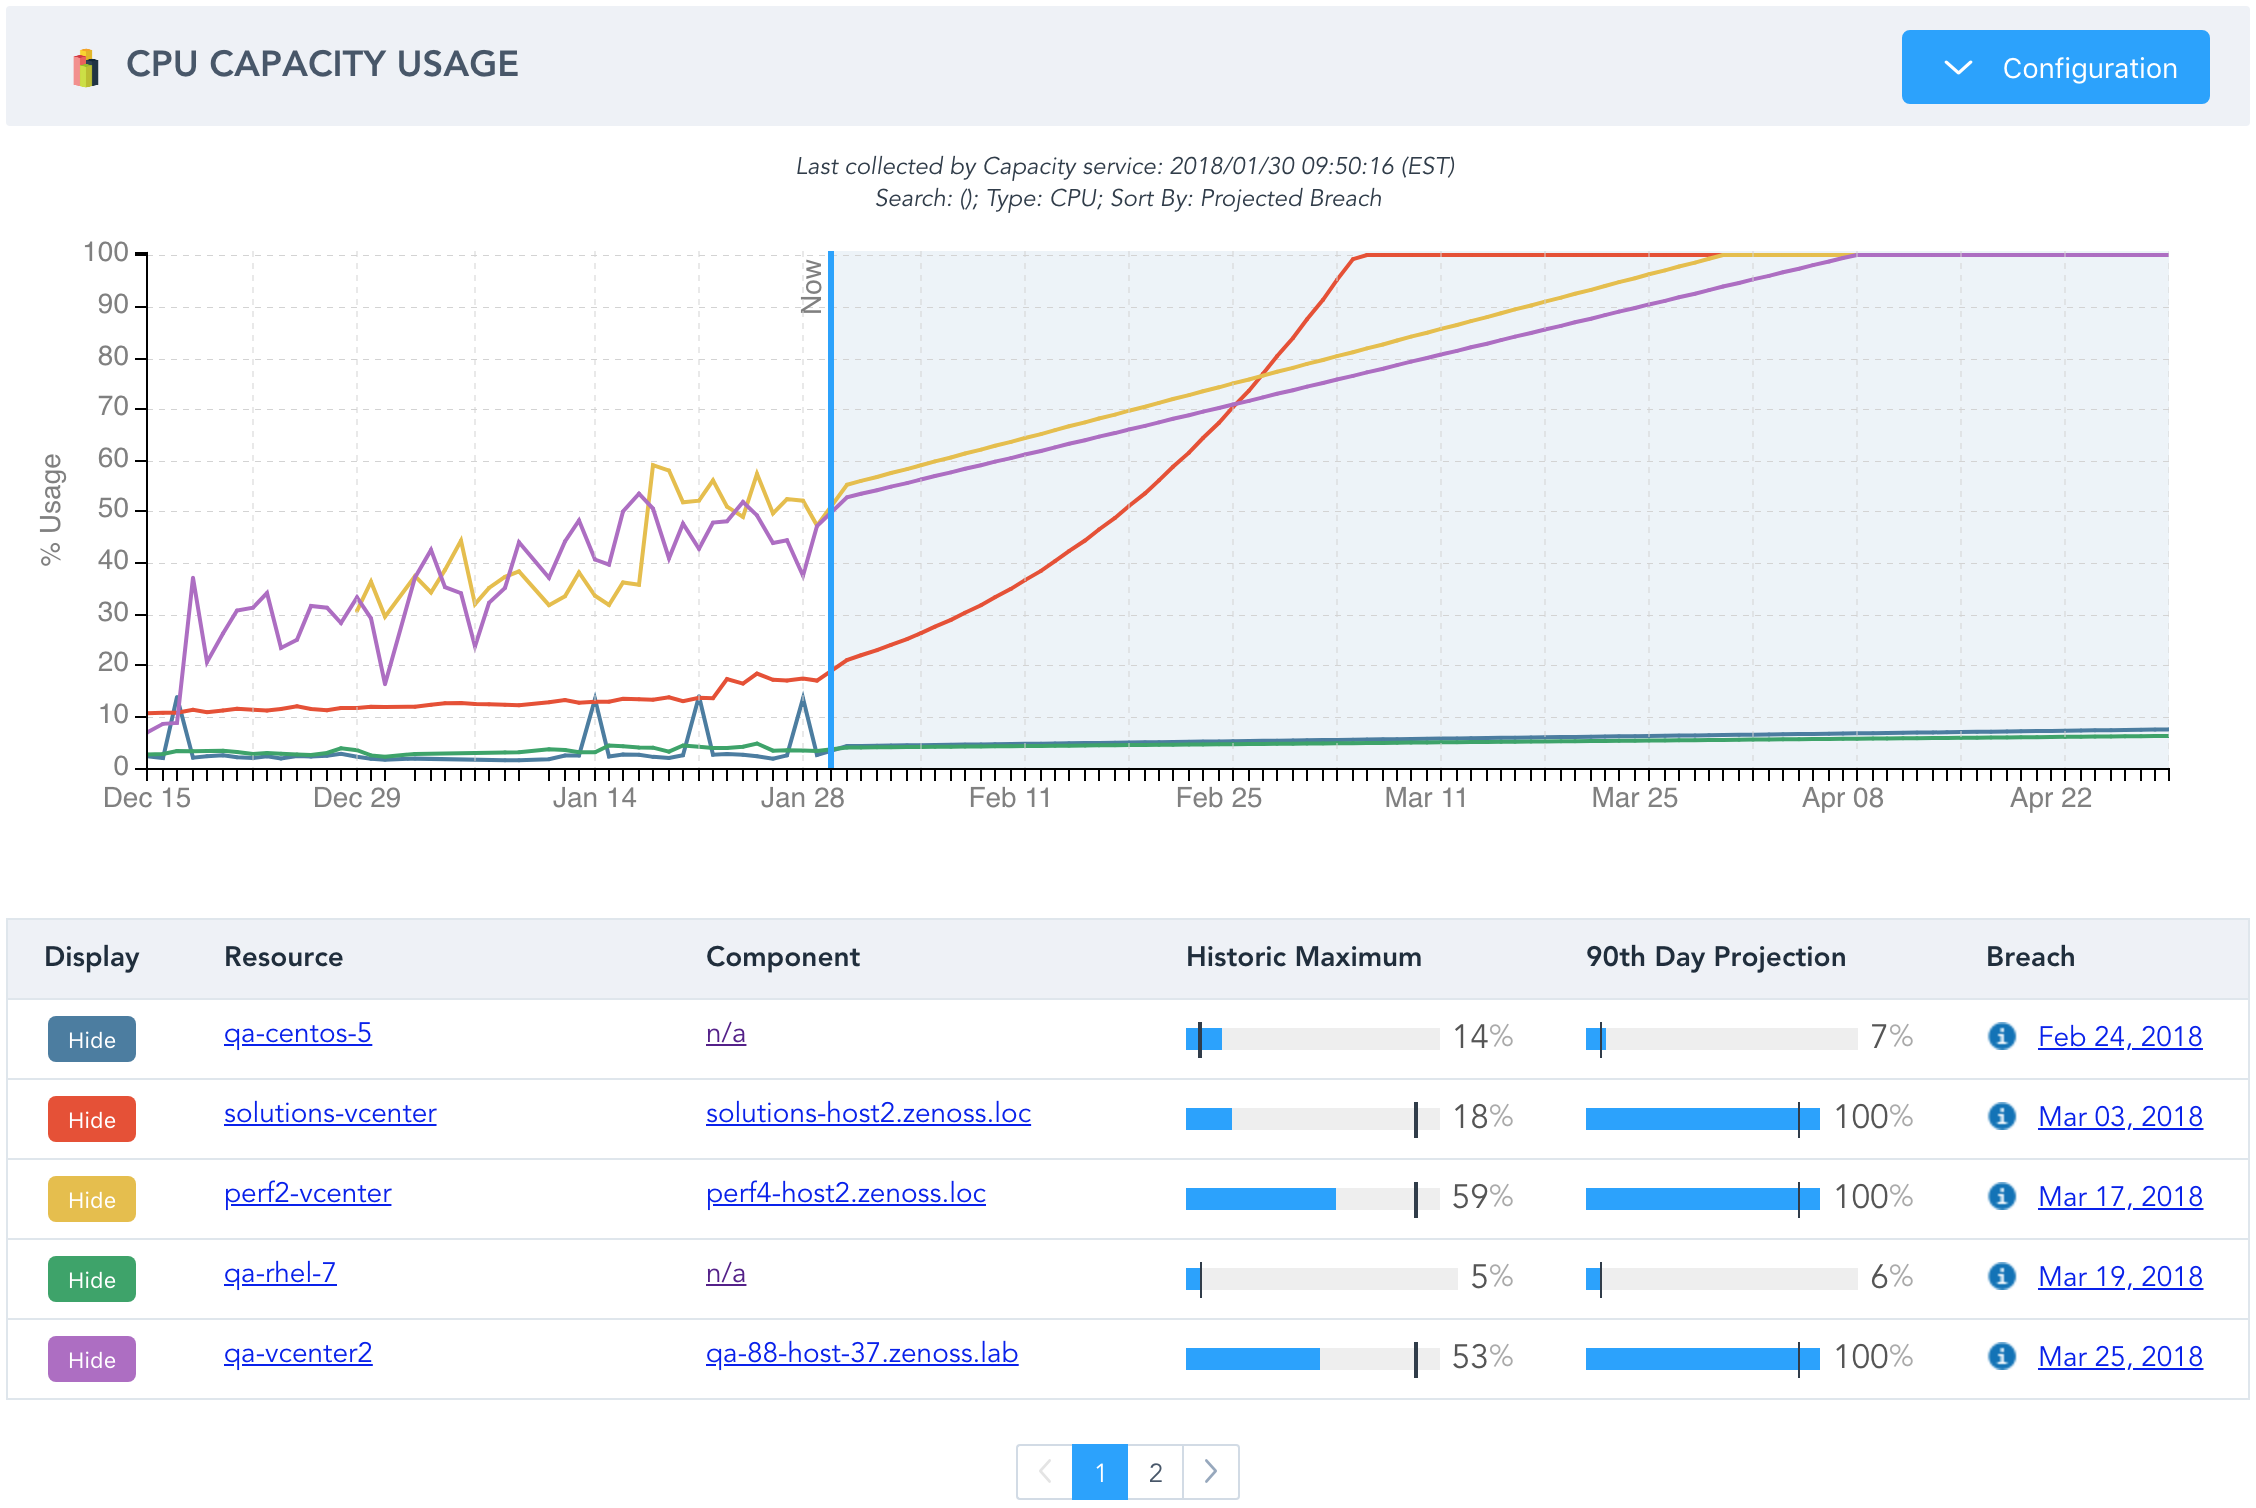 CPU CAPACITY USAGE
Configuration
Last collected by Capacity service: 2018/01/30 09:50:16 (EST)
Search: (); Type: CPU; Sort By: Projected Breach
% Usage
100
90
80
70
60
50
40
30
20
10
0
Now
Dec 15 Dec 29 Jan 14 Jan 28 Feb 11 Feb 25 Mar 11 Mar 25 Apr 08 Apr 22
Display Resource Component Historic Maximum 90th Day Projection Breach
Hide qa-centos-5 n/a 14% 7% Feb 24, 2018
Hide solutions-vcenter solutions-host2.zenoss.loc 18% 100% Mar 03, 2018
Hide perf2-vcenter perf4-host2.zenoss.loc 59% 100% Mar 17, 2018
Hide qa-rhel-7 n/a 5% 6% Mar 19, 2018
Hide qa-vcenter2 qa-88-host-37.zenoss.lab 53% 100% Mar 25, 2018
1 2